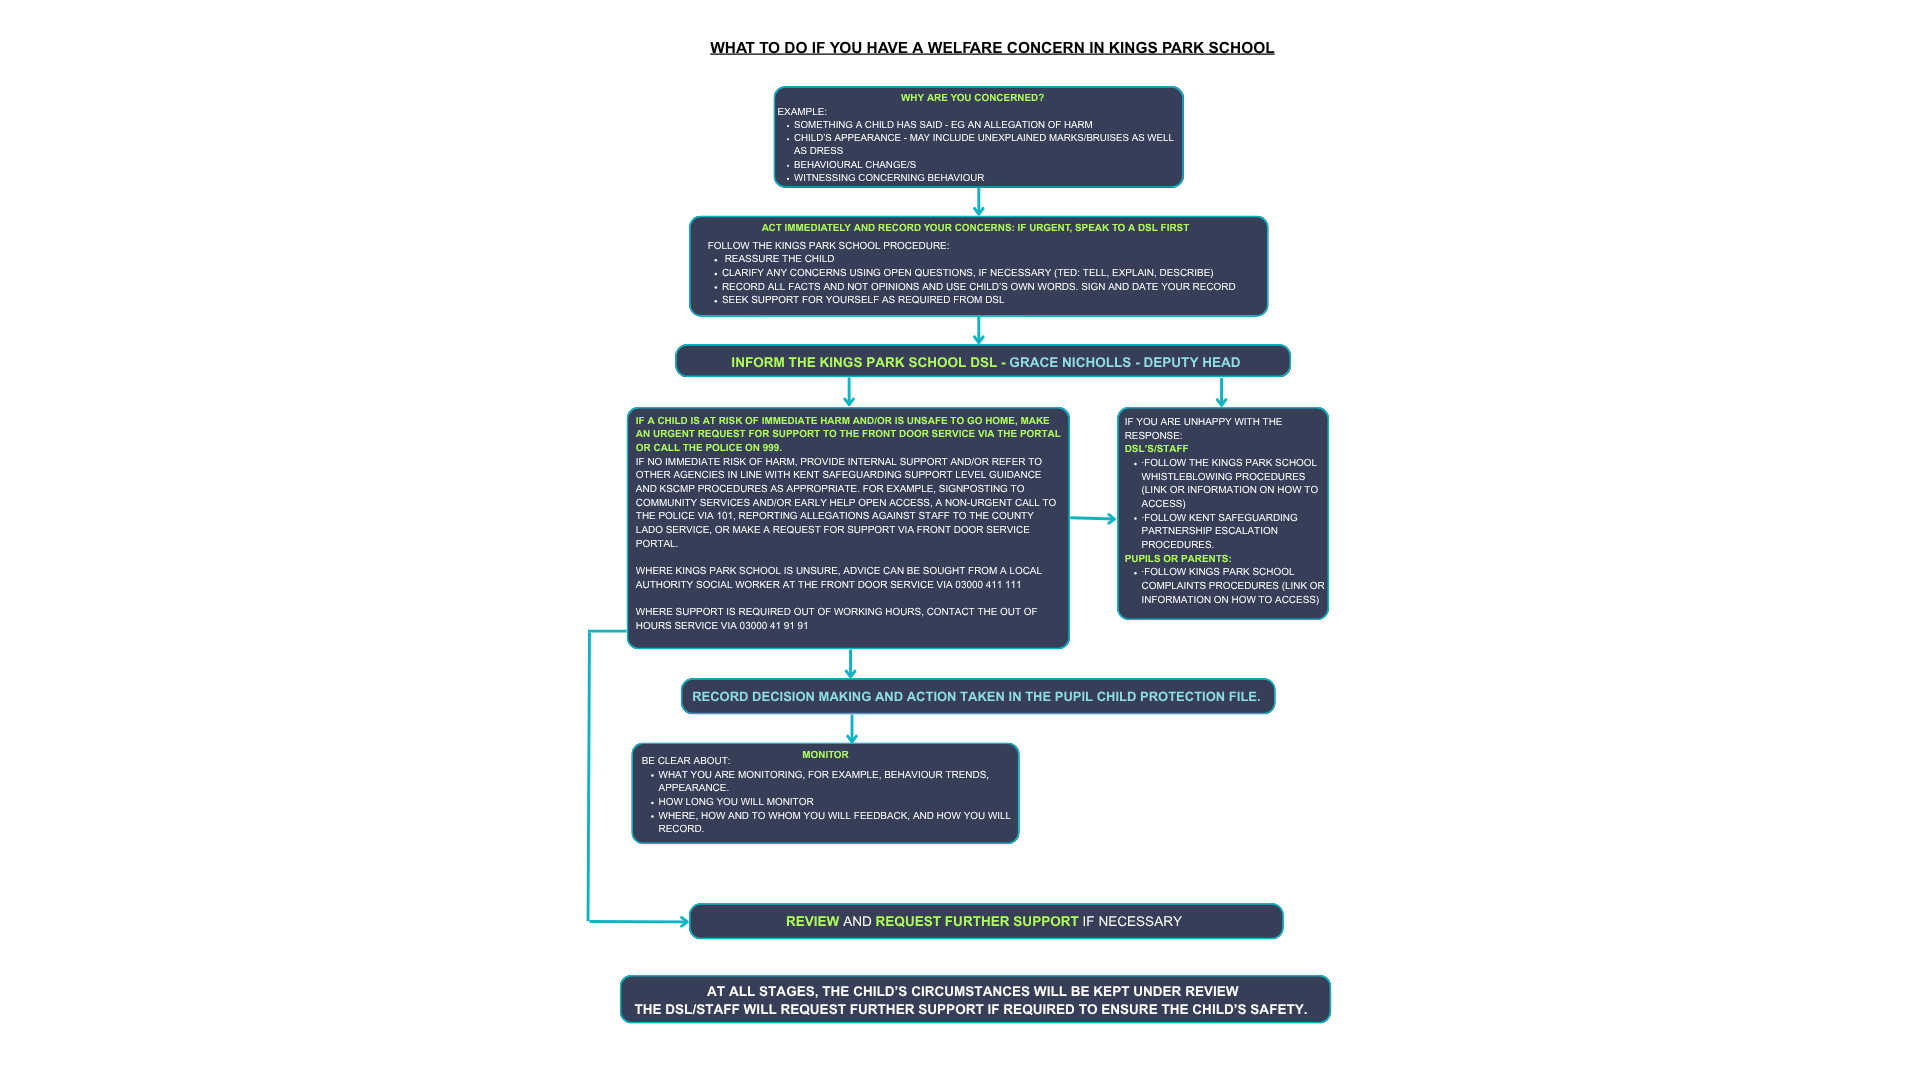 WHAT TO DO IF YOU HAVE A WELFARE CONCERN IN KINGS PARK SCHOOL
WHY ARE YOU CONCERNED?
EXAMPLE:
• SOMETHING A CHILD HAS SAID - EG AN ALLEGATION OF HARM
• CHILD'S APPEARANCE - MAY INCLUDE UNEXPLAINED MARKS/BRUISES AS WELL
AS DRESS
• BEHAVIOURAL CHANGE/S
• WITNESSING CONCERNING BEHAVIOUR
ACT IMMEDIATELY AND RECORD YOUR CONCERNS: IF URGENT, SPEAK TO A DSL FIRST
FOLLOW THE KINGS PARK SCHOOL PROCEDURE:
• REASSURE THE CHILD
• CLARIFY ANY CONCERNS USING OPEN QUESTIONS, IF NECESSARY (TED: TELL, EXPLAIN, DESCRIBE)
• RECORD ALL FACTS AND NOT OPINIONS AND USE CHILD'S OWN WORDS. SIGN AND DATE YOUR RECORD
• SEEK SUPPORT FOR YOURSELF AS REQUIRED FROM DSL
INFORM THE KINGS PARK SCHOOL DSL - GRACE NICHOLLS - DEPUTY HEAD
IF A CHILD IS AT RISK OF IMMEDIATE HARM AND/OR IS UNSAFE TO GO HOME, MAKE
AN URGENT REQUEST FOR SUPPORT TO THE FRONT DOOR SERVICE VIA THE PORTAL
OR CALL THE POLICE ON 999.
IF NO IMMEDIATE RISK OF HARM, PROVIDE INTERNAL SUPPORT AND/OR REFER TO
OTHER AGENCIES IN LINE WITH KENT SAFEGUARDING SUPPORT LEVEL GUIDANCE
AND KSCMP PROCEDURES AS APPROPRIATE. FOR EXAMPLE, SIGNPOSTING TO
COMMUNITY SERVICES AND/OR EARLY HELP OPEN ACCESS, A NON-URGENT CALL TO
THE POLICE VIA 101, REPORTING ALLEGATIONS AGAINST STAFF TO THE COUNTY
LADO SERVICE, OR MAKE A REQUEST FOR SUPPORT VIA FRONT DOOR SERVICE
PORTAL.
WHERE KINGS PARK SCHOOL IS UNSURE, ADVICE CAN BE SOUGHT FROM A LOCAL
AUTHORITY SOCIAL WORKER AT THE FRONT DOOR SERVICE VIA 03000 411 111
WHERE SUPPORT IS REQUIRED OUT OF WORKING HOURS, CONTACT THE OUT OF
HOURS SERVICE VIA 03000 41 91 91
IF YOU ARE UNHAPPY WITH THE
RESPONSE:
DSL'S/STAFF
• ·FOLLOW THE KINGS PARK SCHOOL
WHISTLEBLOWING PROCEDURES
(LINK OR INFORMATION ON HOW TO
ACCESS)
• ·FOLLOW KENT SAFEGUARDING
PARTNERSHIP ESCALATION
PROCEDURES.
PUPILS OR PARENTS:
• ·FOLLOW KINGS PARK SCHOOL
COMPLAINTS PROCEDURES (LINK OR
INFORMATION ON HOW TO ACCESS)
RECORD DECISION MAKING AND ACTION TAKEN IN THE PUPIL CHILD PROTECTION FILE.
MONITOR
BE CLEAR ABOUT:
• WHAT YOU ARE MONITORING, FOR EXAMPLE, BEHAVIOUR TRENDS,
APPEARANCE.
• HOW LONG YOU WILL MONITOR
• WHERE, HOW AND TO WHOM YOU WILL FEEDBACK, AND HOW YOU WILL
RECORD.
REVIEW AND REQUEST FURTHER SUPPORT IF NECESSARY
AT ALL STAGES, THE CHILD'S CIRCUMSTANCES WILL BE KEPT UNDER REVIEW
THE DSL/STAFF WILL REQUEST FURTHER SUPPORT IF REQUIRED TO ENSURE THE CHILD'S SAFETY.